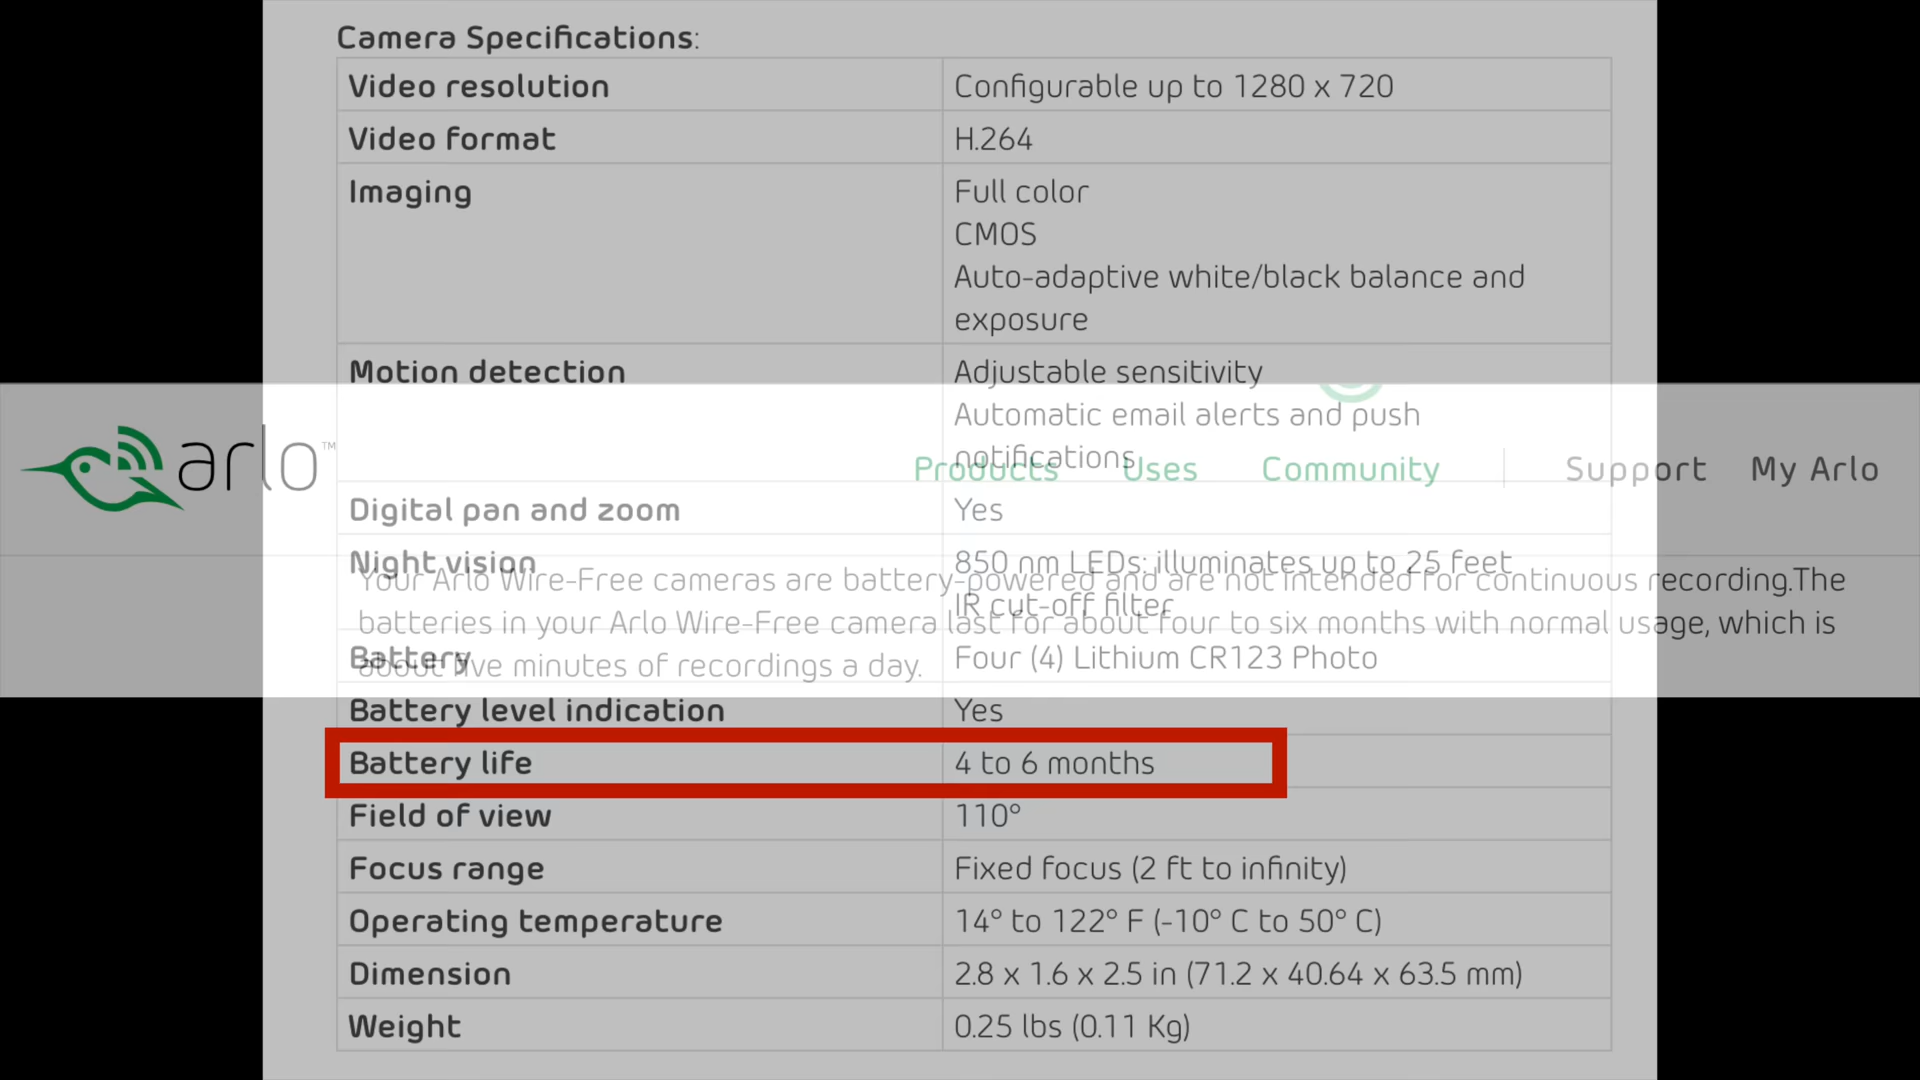 Camera Specifications:
Video resolution Configurable up to 1280 x 720
Video format H.264
Imaging Full color
CMOS
Auto-adaptive white/black balance and
exposure
Motion detection Adjustable sensitivity
Automatic email alerts and push
notifications
arlo™ Products Uses Community Support My Arlo
Digital pan and zoom Yes
Night vision 850 nm LEDs: illuminates up to 25 feet
IR cut-off filter
Your Arlo Wire-Free cameras are battery-powered and are not intended for continuous recording.The
batteries in your Arlo Wire-Free camera last for about four to six months with normal usage, which is
about five minutes of recordings a day.
Battery Four (4) Lithium CR123 Photo
Battery level indication Yes
Battery life 4 to 6 months
Field of view 110°
Focus range Fixed focus (2 ft to infinity)
Operating temperature 14° to 122° F (-10° C to 50° C)
Dimension 2.8 x 1.6 x 2.5 in (71.2 x 40.64 x 63.5 mm)
Weight 0.25 lbs (0.11 Kg)